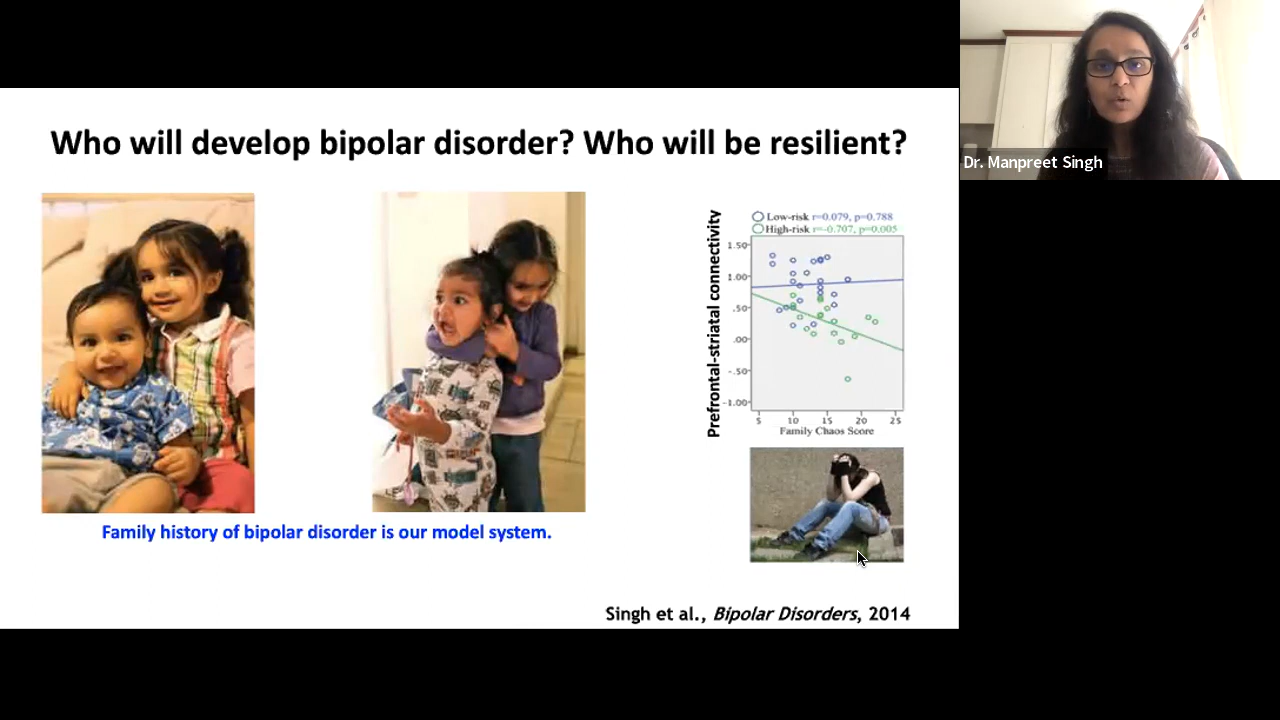 Who will develop bipolar disorder? Who will be resilient?
Dr. Manpreet Singh
Prefrontal-striatal connectivity
Low-risk r=0.079, p=0.788
High-risk r=-0.707, p=0.005
1.50
1.00
.50
.00
-.50
-1.00
5 10 15 20 25
Family Chaos Score
Family history of bipolar disorder is our model system.
Singh et al., Bipolar Disorders, 2014